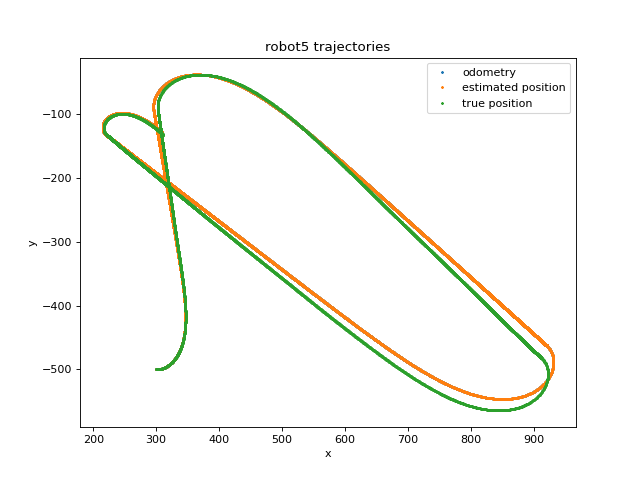 robot5 trajectories
odometry
estimated position
true position
−100
−200
−300
−400
−500
y
200 300 400 500 600 700 800 900
x